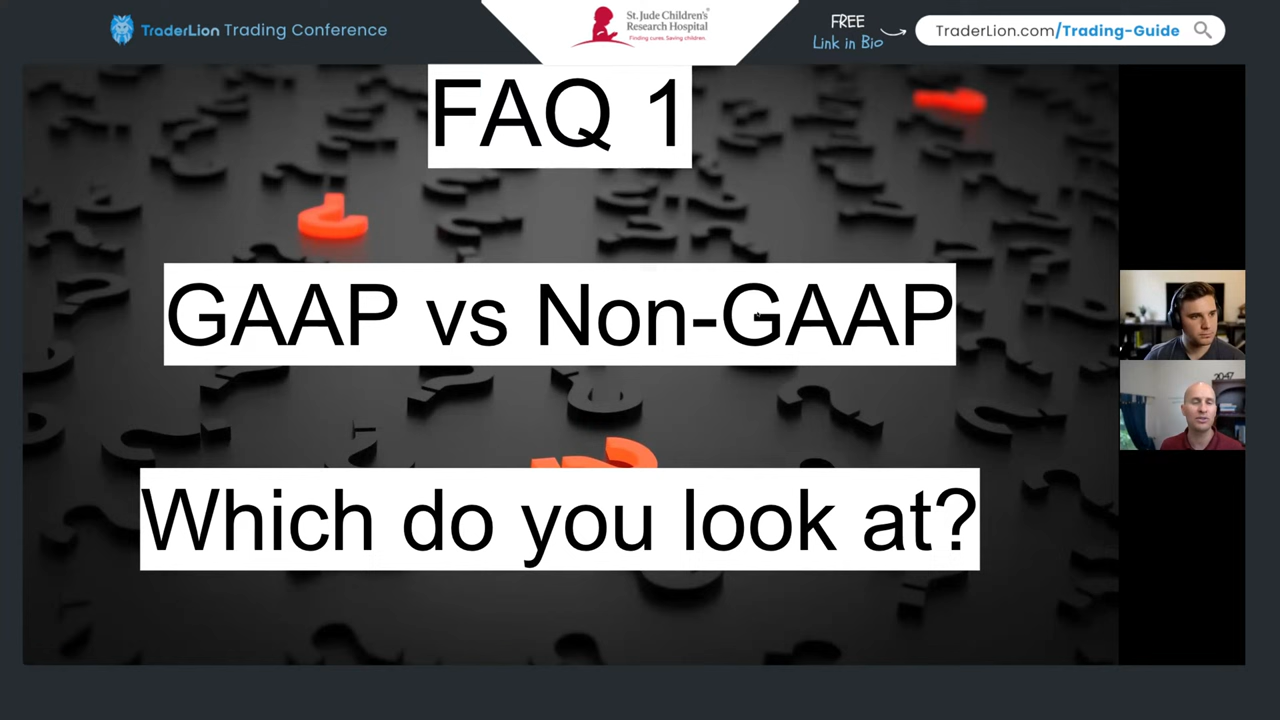 TraderLion Trading Conference
St. Jude Children's
Research Hospital
Finding cures. Saving children.
FREE
Link in Bio
TraderLion.com/Trading-Guide
FAQ 1
GAAP vs Non-GAAP
Which do you look at?
2047